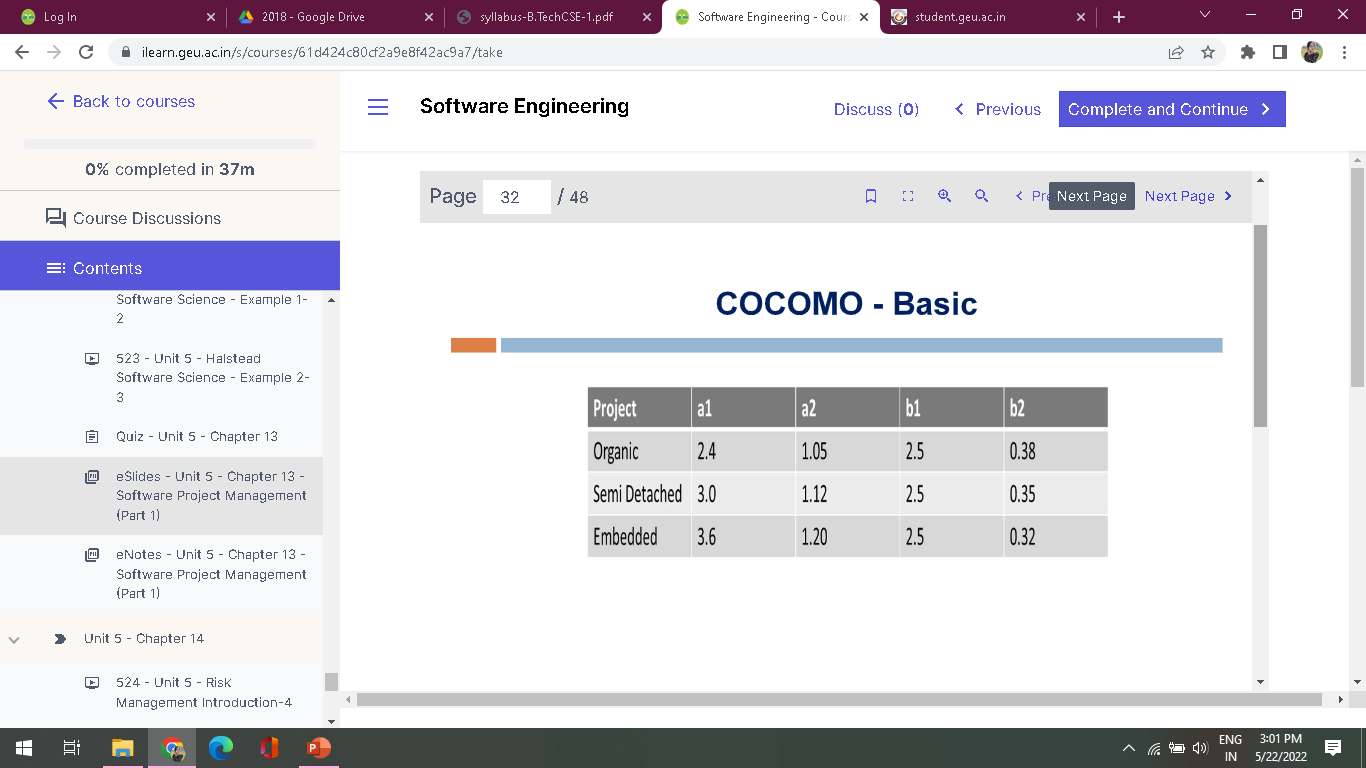 Log In
2018 - Google Drive
syllabus-B.TechCSE-1.pdf
Software Engineering - Cour
student.geu.ac.in
ilearn.geu.ac.in/s/courses/61d424c80cf2a9e8f42ac9a7/take
Back to courses
0% completed in 37m
Course Discussions
Contents
Software Science - Example 1-
2
523 - Unit 5 - Halstead
Software Science - Example 2-
3
Quiz - Unit 5 - Chapter 13
eSlides - Unit 5 - Chapter 13 -
Software Project Management
(Part 1)
eNotes - Unit 5 - Chapter 13 -
Software Project Management
(Part 1)
Unit 5 - Chapter 14
524 - Unit 5 - Risk
Management Introduction-4
Software Engineering
Discuss (0)
Previous
Complete and Continue
Page 32 / 48
Pre
Next Page
Next Page
COCOMO - Basic
Project a1 a2 b1 b2
Organic 2.4 1.05 2.5 0.38
Semi Detached 3.0 1.12 2.5 0.35
Embedded 3.6 1.20 2.5 0.32
ENG
IN
3:01 PM
5/22/2022